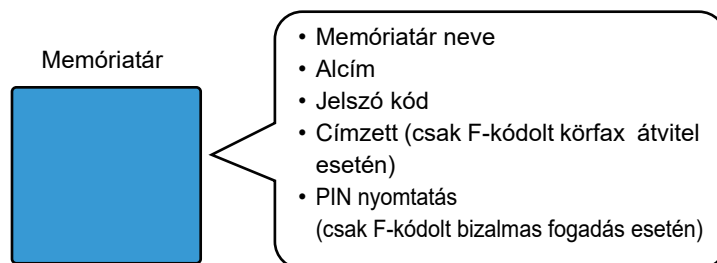 Memóriatár
• Memóriatár neve
• Alcím
• Jelszó kód
• Címzett (csak F-kódolt körfax átvitel
esetén)
• PIN nyomtatás
(csak F-kódolt bizalmas fogadás esetén)